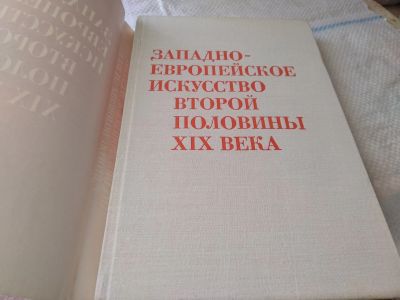 ЗАПАДНО-
ЕВРОПЕЙСКОЕ
ИСКУССТВО
ВТОРОЙ
ПОЛОВИНЫ
XIX ВЕКА